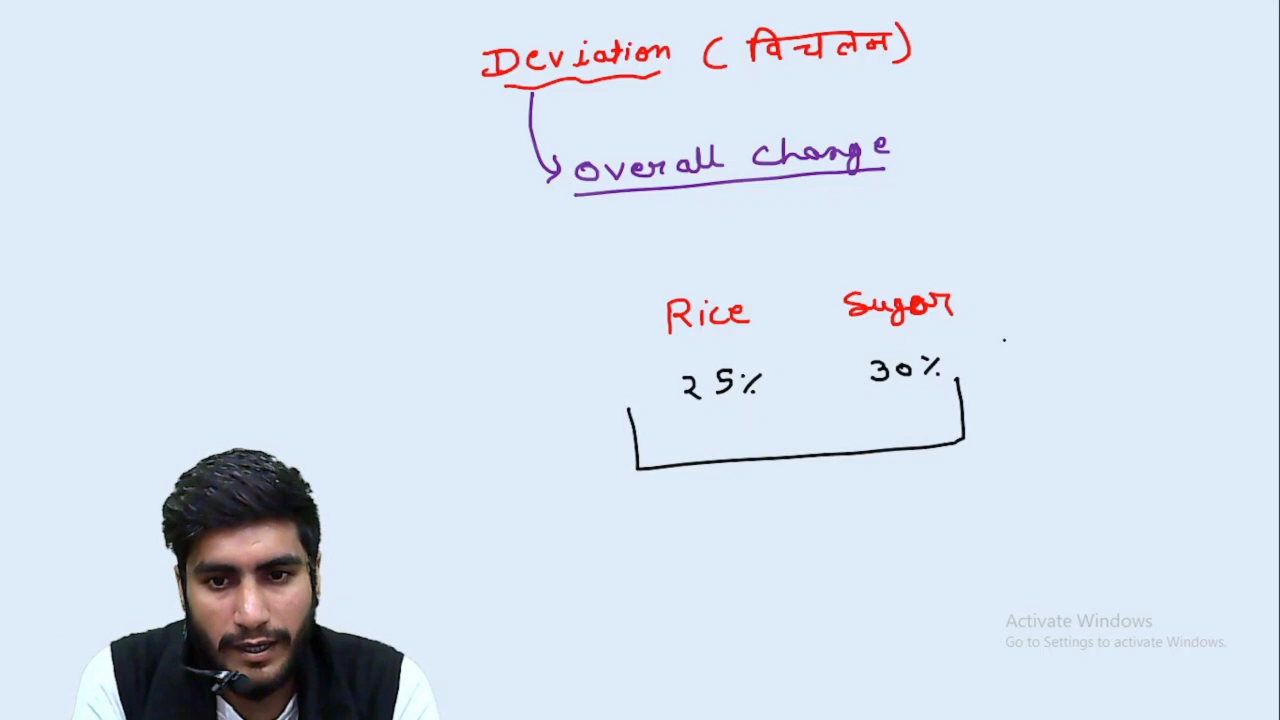 Deviation (विचलन)
overall change
Rice Sugar
25% 30%
Activate Windows
Go to Settings to activate Windows.